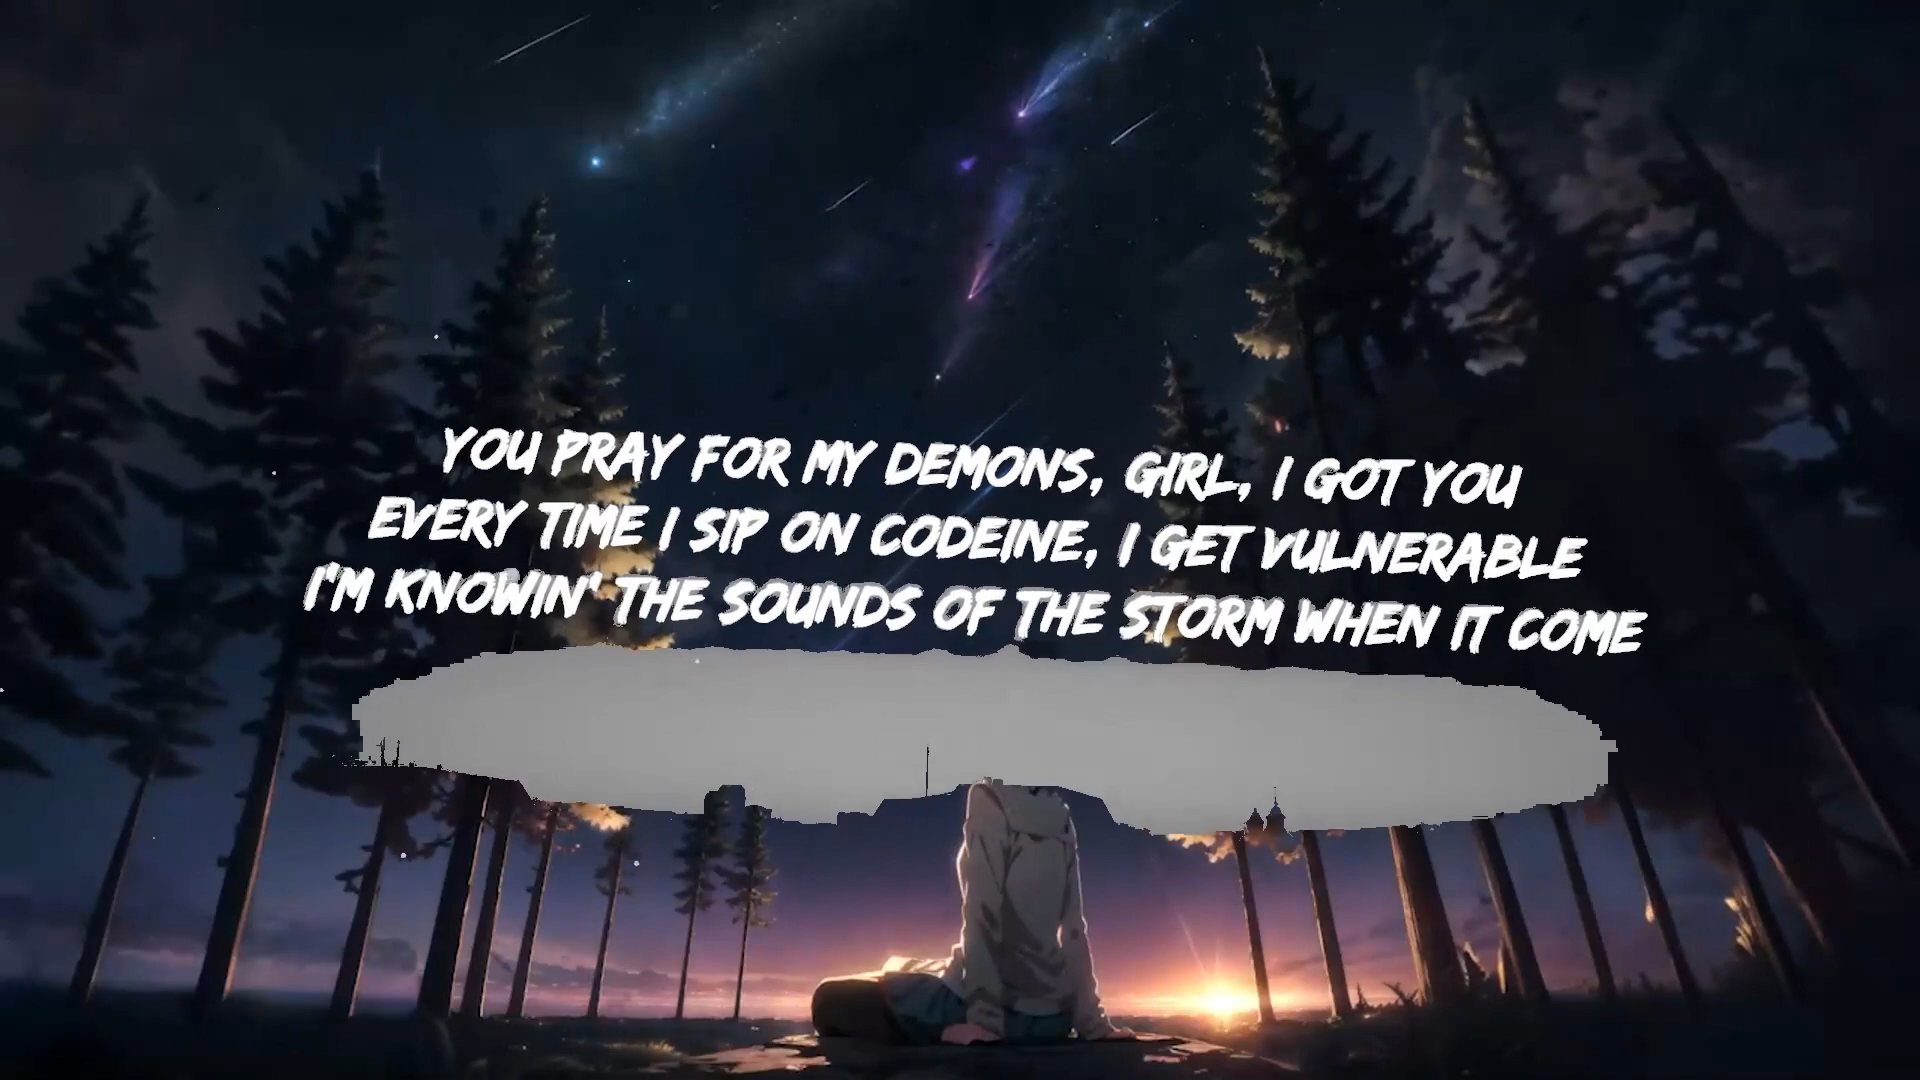 YOU PRAY FOR MY DEMONS, GIRL, I GOT YOU
EVERY TIME I SIP ON CODEINE, I GET VULNERABLE
I'M KNOWIN' THE SOUNDS OF THE STORM WHEN IT COME